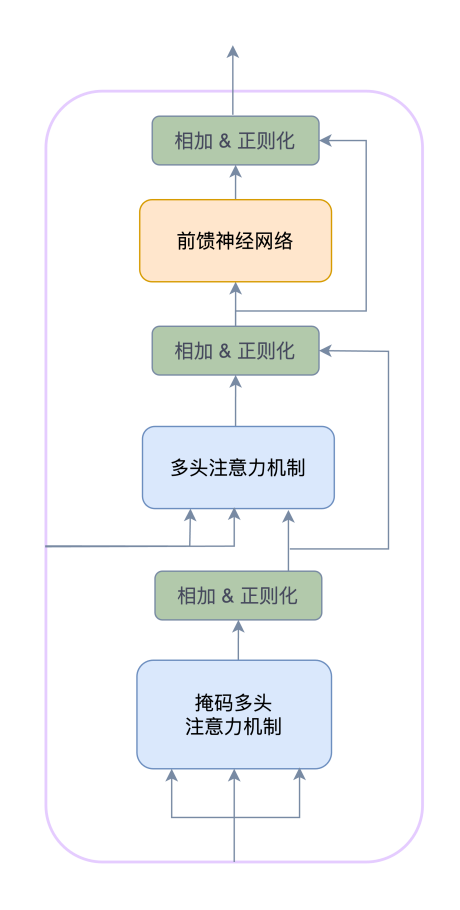 相加 & 正则化
前馈神经网络
相加 & 正则化
多头注意力机制
相加 & 正则化
掩码多头
注意力机制